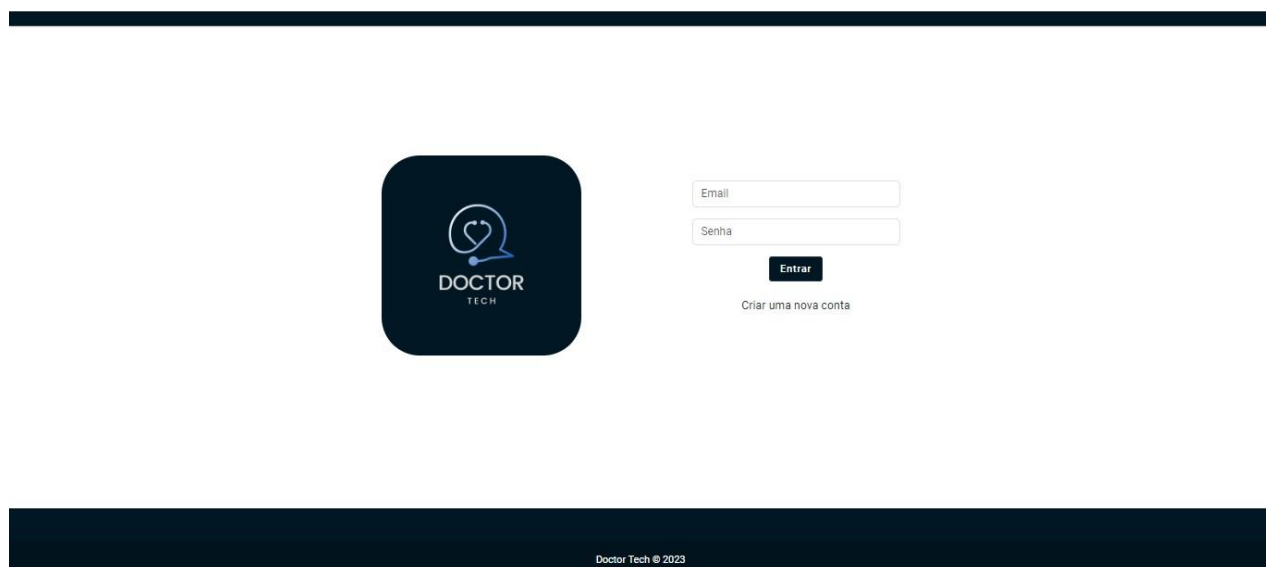 DOCTOR
TECH
Email
Senha
Entrar
Criar uma nova conta
Doctor Tech © 2023